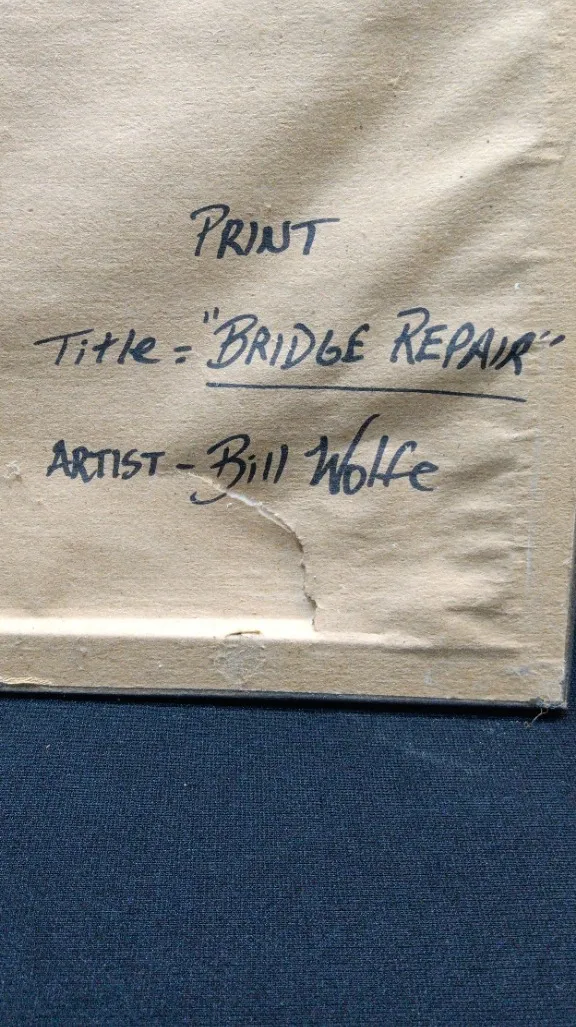 PRINT
Title = "BRIDGE REPAIR"
ARTIST - Bill Wolfe